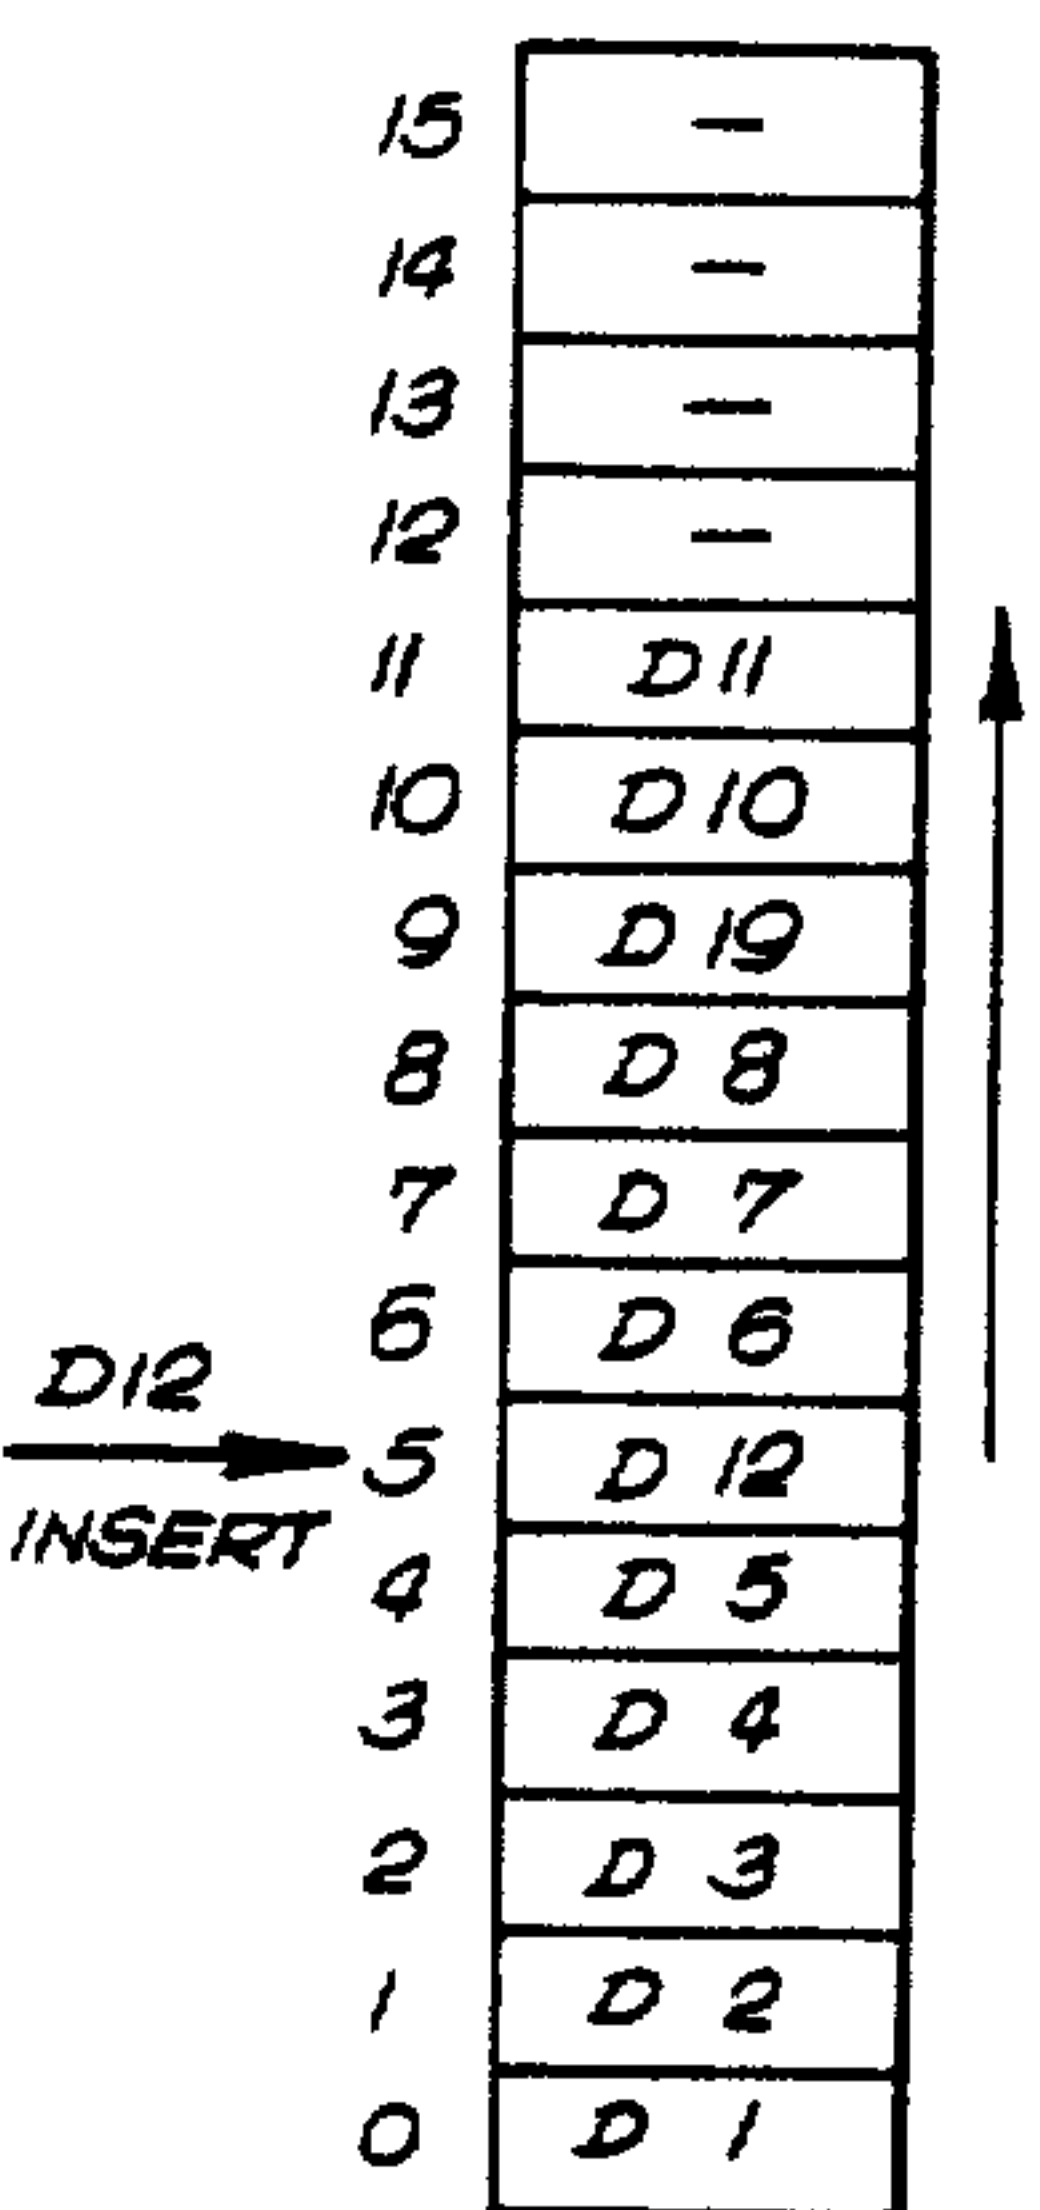 15 –
14 –
13 –
12 –
11 D11
10 D10
9 D19
8 D8
7 D7
6 D6
D12
5 D12
INSERT
4 D5
3 D4
2 D3
1 D2
0 D1